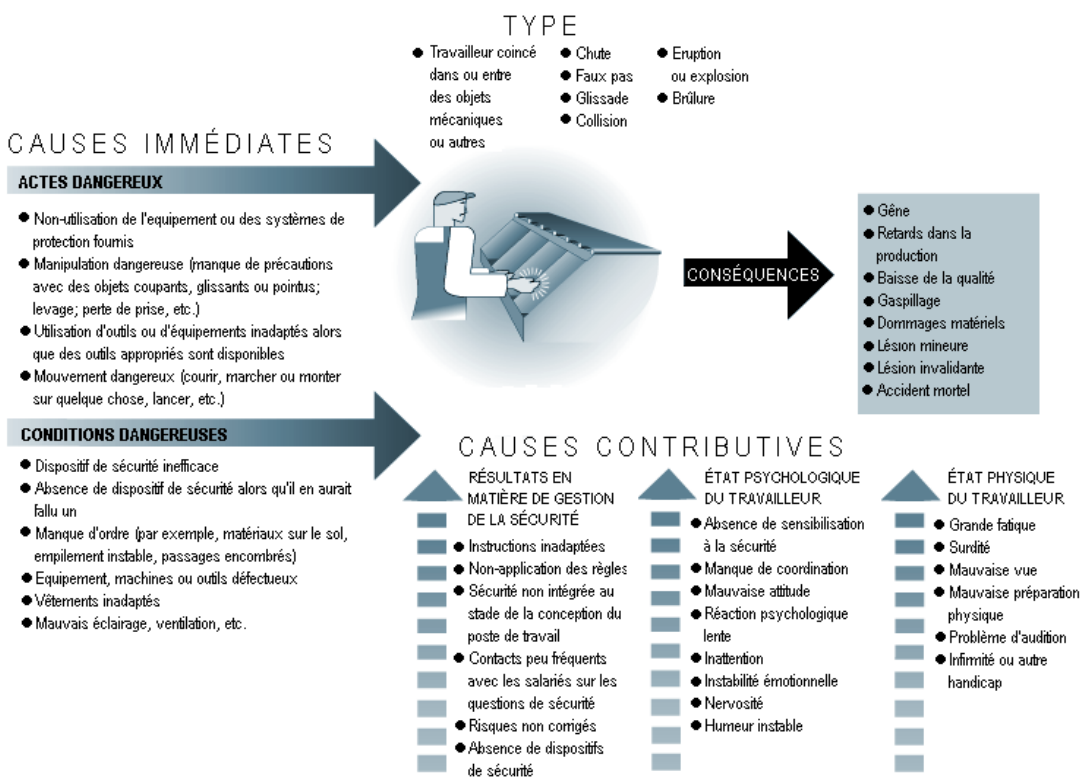 TYPE
● Travailleur coincé
dans ou entre
des objets
mécaniques
ou autres
● Chute
● Faux pas
● Glissade
● Collision
● Eruption
ou explosion
● Brûlure
CAUSES IMMÉDIATES
ACTES DANGEREUX
● Non-utilisation de l'equipement ou des systèmes de
protection fournis
● Manipulation dangereuse (manque de précautions
avec des objets coupants, glissants ou pointus;
levage; perte de prise, etc.)
● Utilisation d'outils ou d'équipements inadaptés alors
que des outils appropriés sont disponibles
● Mouvement dangereux (courir, marcher ou monter
sur quelque chose, lancer, etc.)
CONDITIONS DANGEREUSES
● Dispositif de sécurité inefficace
● Absence de dispositif de sécurité alors qu'il en aurait
fallu un
● Manque d'ordre (par exemple, matériaux sur le sol,
empilement instable, passages encombrés)
● Equipement, machines ou outils défectueux
● Vêtements inadaptés
● Mauvais éclairage, ventilation, etc.
CONSÉQUENCES
● Gêne
● Retards dans la
production
● Baisse de la qualité
● Gaspillage
● Dommages matériels
● Lésion mineure
● Lésion invalidante
● Accident mortel
CAUSES CONTRIBUTIVES
RÉSULTATS EN
MATIÈRE DE GESTION
DE LA SÉCURITÉ
● Instructions inadaptées
● Non-application des règles
● Sécurité non intégrée au
stade de la conception du
poste de travail
● Contacts peu fréquents
avec les salariés sur les
questions de sécurité
● Risques non corrigés
● Absence de dispositifs
de sécurité
ÉTAT PSYCHOLOGIQUE
DU TRAVAILLEUR
● Absence de sensibilisation
à la sécurité
● Manque de coordination
● Mauvaise attitude
● Réaction psychologique
lente
● Inattention
● Instabilité émotionnelle
● Nervosité
● Humeur instable
ÉTAT PHYSIQUE
DU TRAVAILLEUR
● Grande fatique
● Surdité
● Mauvaise vue
● Mauvaise préparation
physique
● Problème d'audition
● Infirmité ou autre
handicap